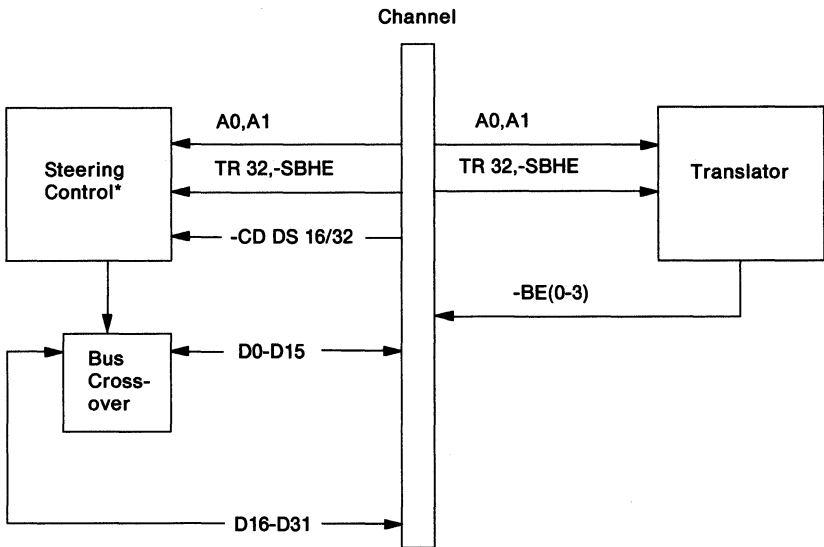 Channel
A0,A1
A0,A1
Steering
Control*
TR 32,-SBHE
TR 32,-SBHE
Translator
-CD DS 16/32
-BE(0-3)
Bus
Cross-
over
D0-D15
D16-D31